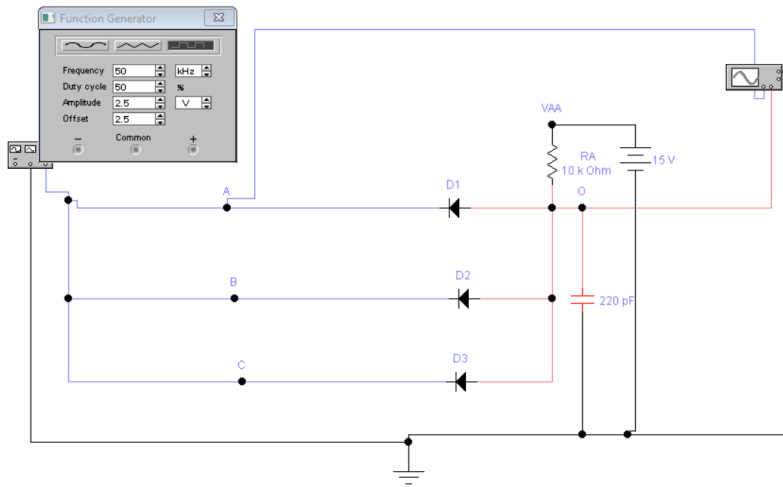 Function Generator
Frequency 50 kHz
Duty cycle 50 %
Amplitude 2.5 V
Offset 2.5
− Common +
VAA
RA
10 k Ohm
15 V
A
D1
O
B
D2
220 pF
C
D3